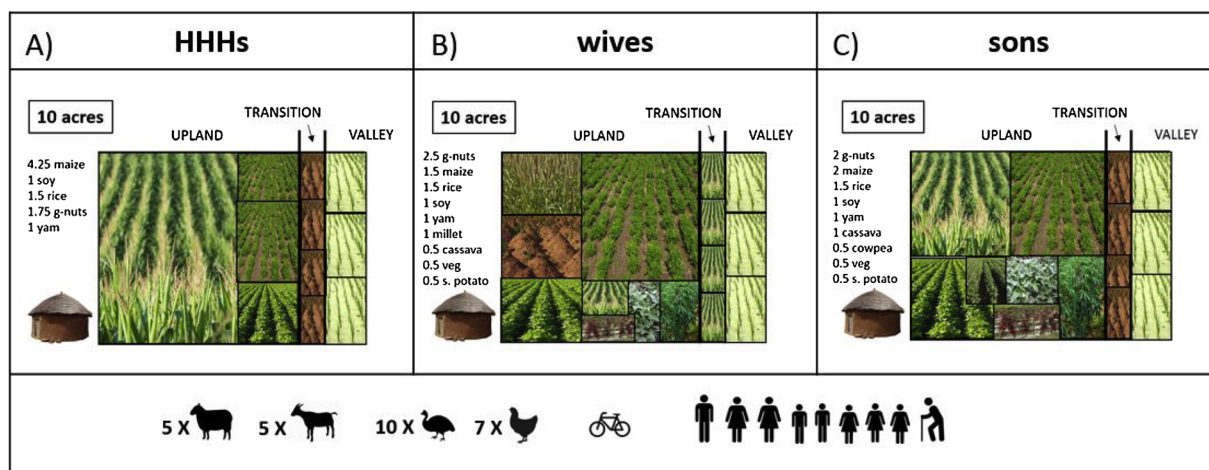 A) HHHs
B) wives
C) sons
10 acres
TRANSITION
UPLAND
VALLEY
4.25 maize
1 soy
1.5 rice
1.75 g-nuts
1 yam
10 acres
TRANSITION
UPLAND
VALLEY
2.5 g-nuts
1.5 maize
1.5 rice
1 soy
1 yam
1 millet
0.5 cassava
0.5 veg
0.5 s. potato
10 acres
TRANSITION
UPLAND
VALLEY
2 g-nuts
2 maize
1.5 rice
1 soy
1 yam
1 cassava
0.5 cowpea
0.5 veg
0.5 s. potato
5 X
5 X
10 X
7 X